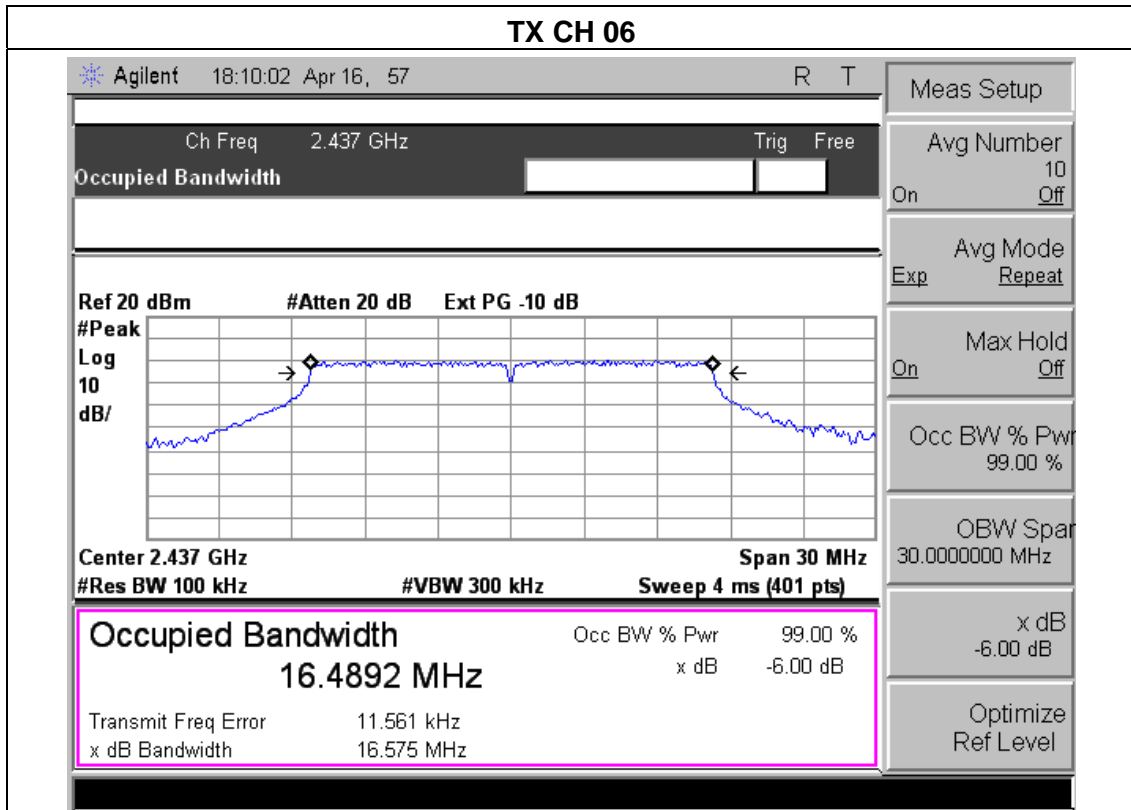 TX CH 06
Agilent 18:10:02 Apr 16, 57 R T
Meas Setup
Ch Freq 2.437 GHz Trig Free
Occupied Bandwidth
Avg Number
10
On Off
Avg Mode
Exp Repeat
Ref 20 dBm #Atten 20 dB Ext PG -10 dB
#Peak
Log
10
dB/
Max Hold
On Off
Occ BW % Pwr
99.00 %
Center 2.437 GHz Span 30 MHz
#Res BW 100 kHz #VBW 300 kHz Sweep 4 ms (401 pts)
OBW Span
30.0000000 MHz
Occupied Bandwidth Occ BW % Pwr 99.00 %
16.4892 MHz x dB -6.00 dB
Transmit Freq Error 11.561 kHz
x dB Bandwidth 16.575 MHz
x dB
-6.00 dB
Optimize
Ref Level